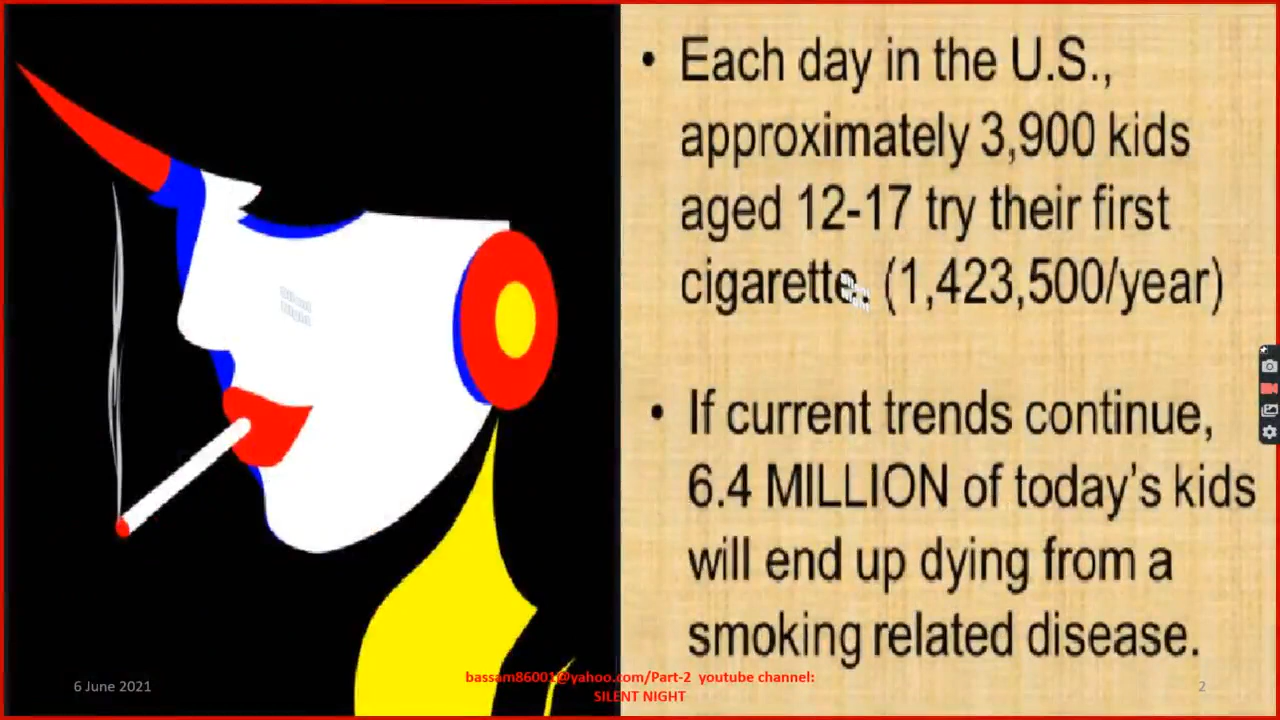 • Each day in the U.S.,
approximately 3,900 kids
aged 12-17 try their first
cigarette. (1,423,500/year)
• If current trends continue,
6.4 MILLION of today's kids
will end up dying from a
smoking related disease.
6 June 2021
bassam86001@yahoo.com/Part-2 youtube channel:
SILENT NIGHT
2